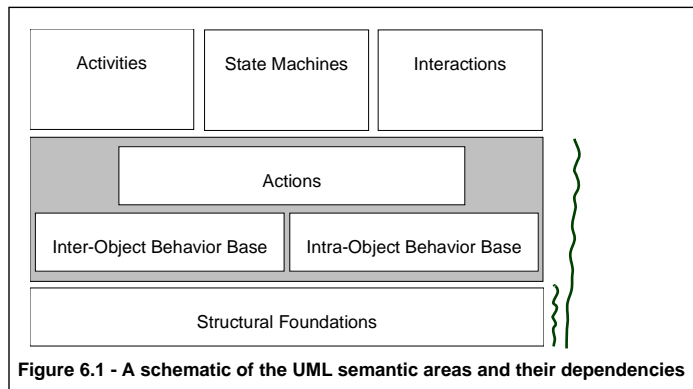 Activities
State Machines
Interactions
Actions
Inter-Object Behavior Base
Intra-Object Behavior Base
Structural Foundations
Figure 6.1 - A schematic of the UML semantic areas and their dependencies